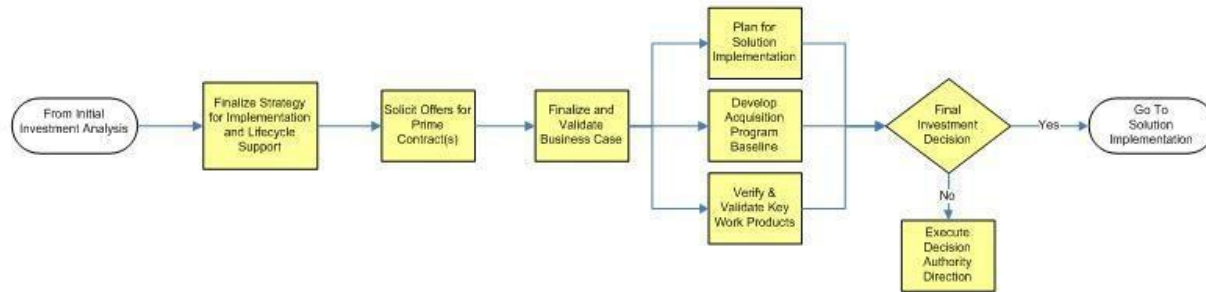 From Initial
Investment Analysis
Finalize Strategy
for Implementation
and Lifecycle
Support
Solicit Offers for
Prime
Contract(s)
Finalize and
Validate
Business Case
Plan for
Solution
Implementation
Develop
Acquisition
Program
Baseline
Verify &
Validate Key
Work Products
Final
Investment
Decision
Yes
Go To
Solution
Implementation
No
Execute
Decision
Authority
Direction